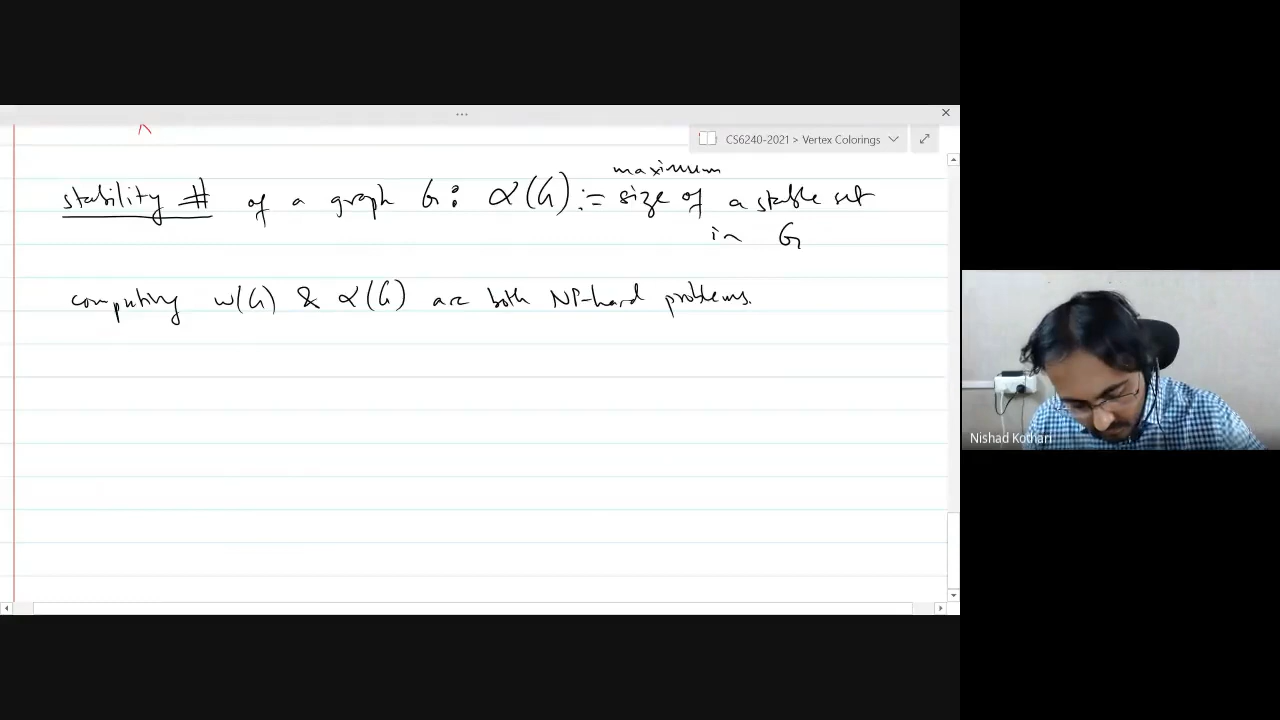 CS6240-2021 > Vertex Colorings
maximum
stability # of a graph G: α(G) := size of a stable set
in G
computing ω(G) & α(G) are both NP-hard problems.
Nishad Kothari